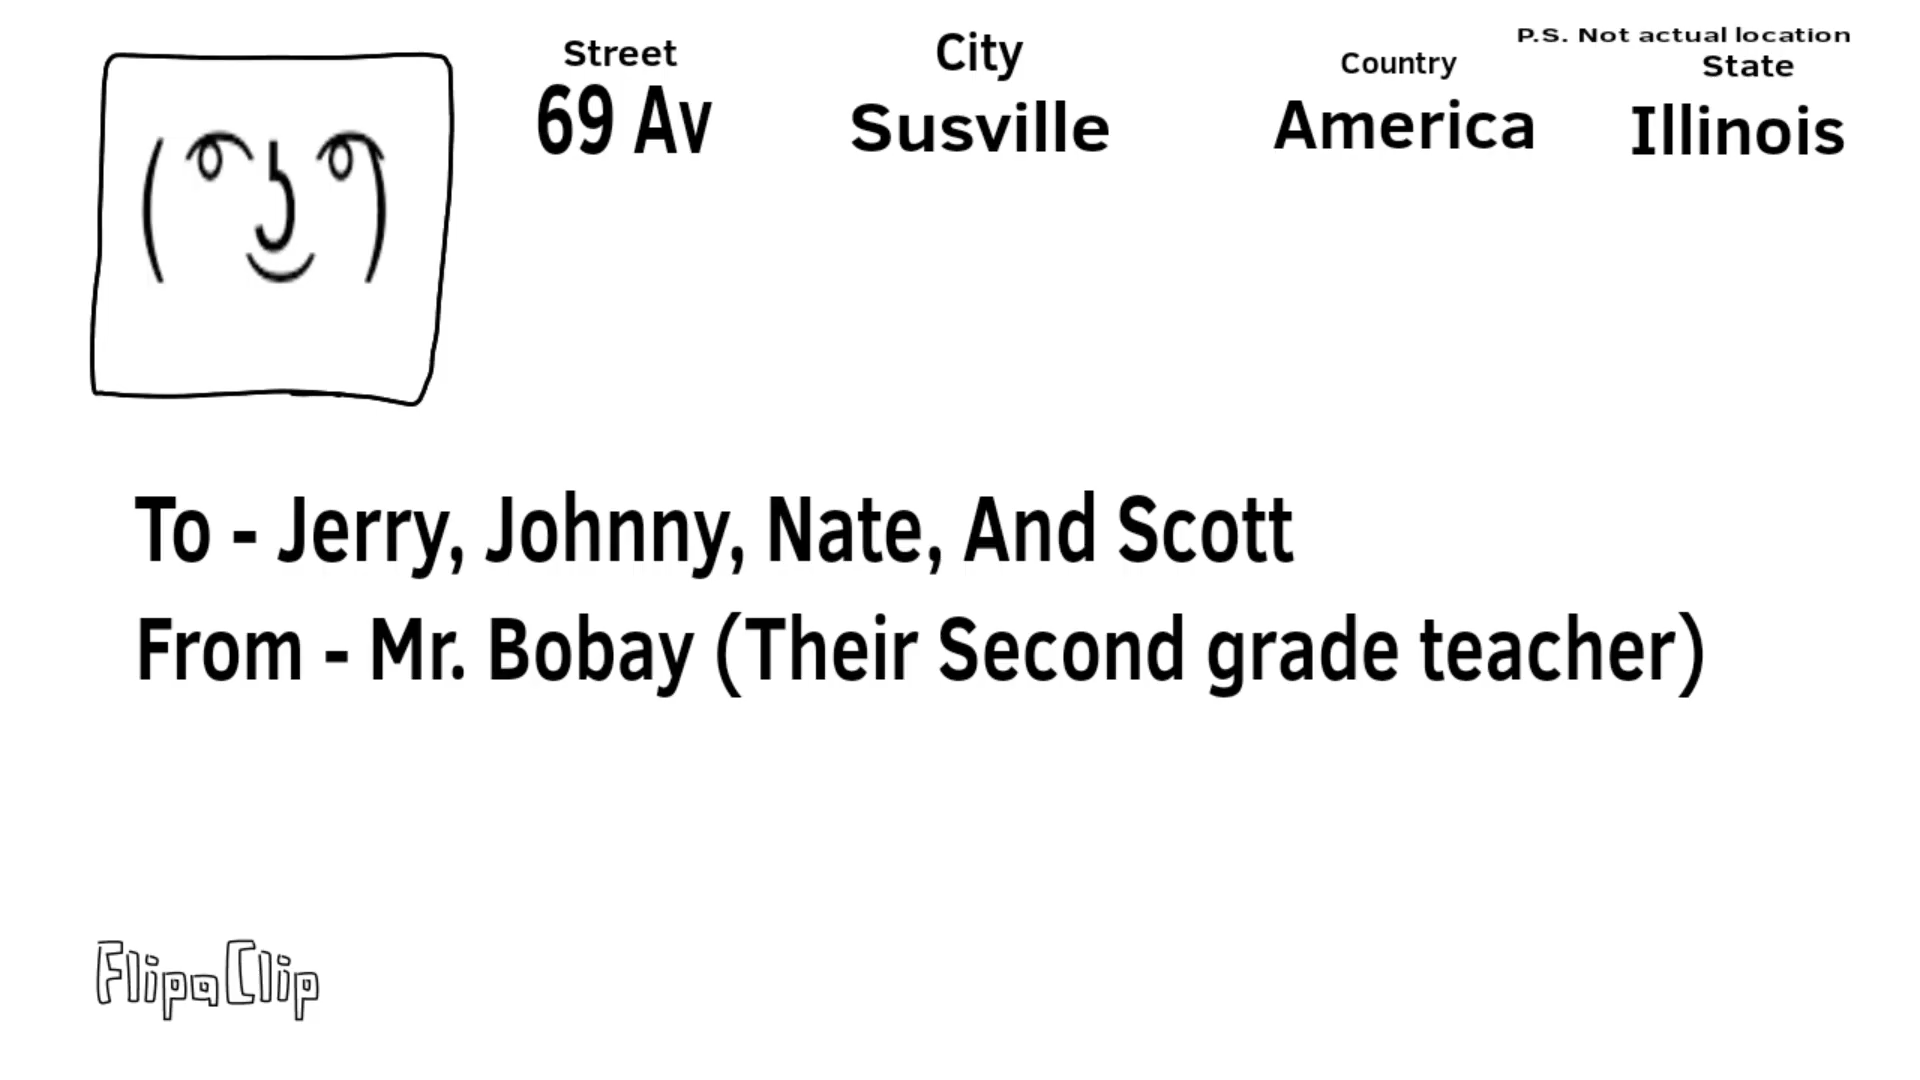 P.S. Not actual location
Street
City
Country
State
69 Av
Susville
America
Illinois
( ͡° ͜ʖ ͡°)
To - Jerry, Johnny, Nate, And Scott
From - Mr. Bobay (Their Second grade teacher)
FlipaClip